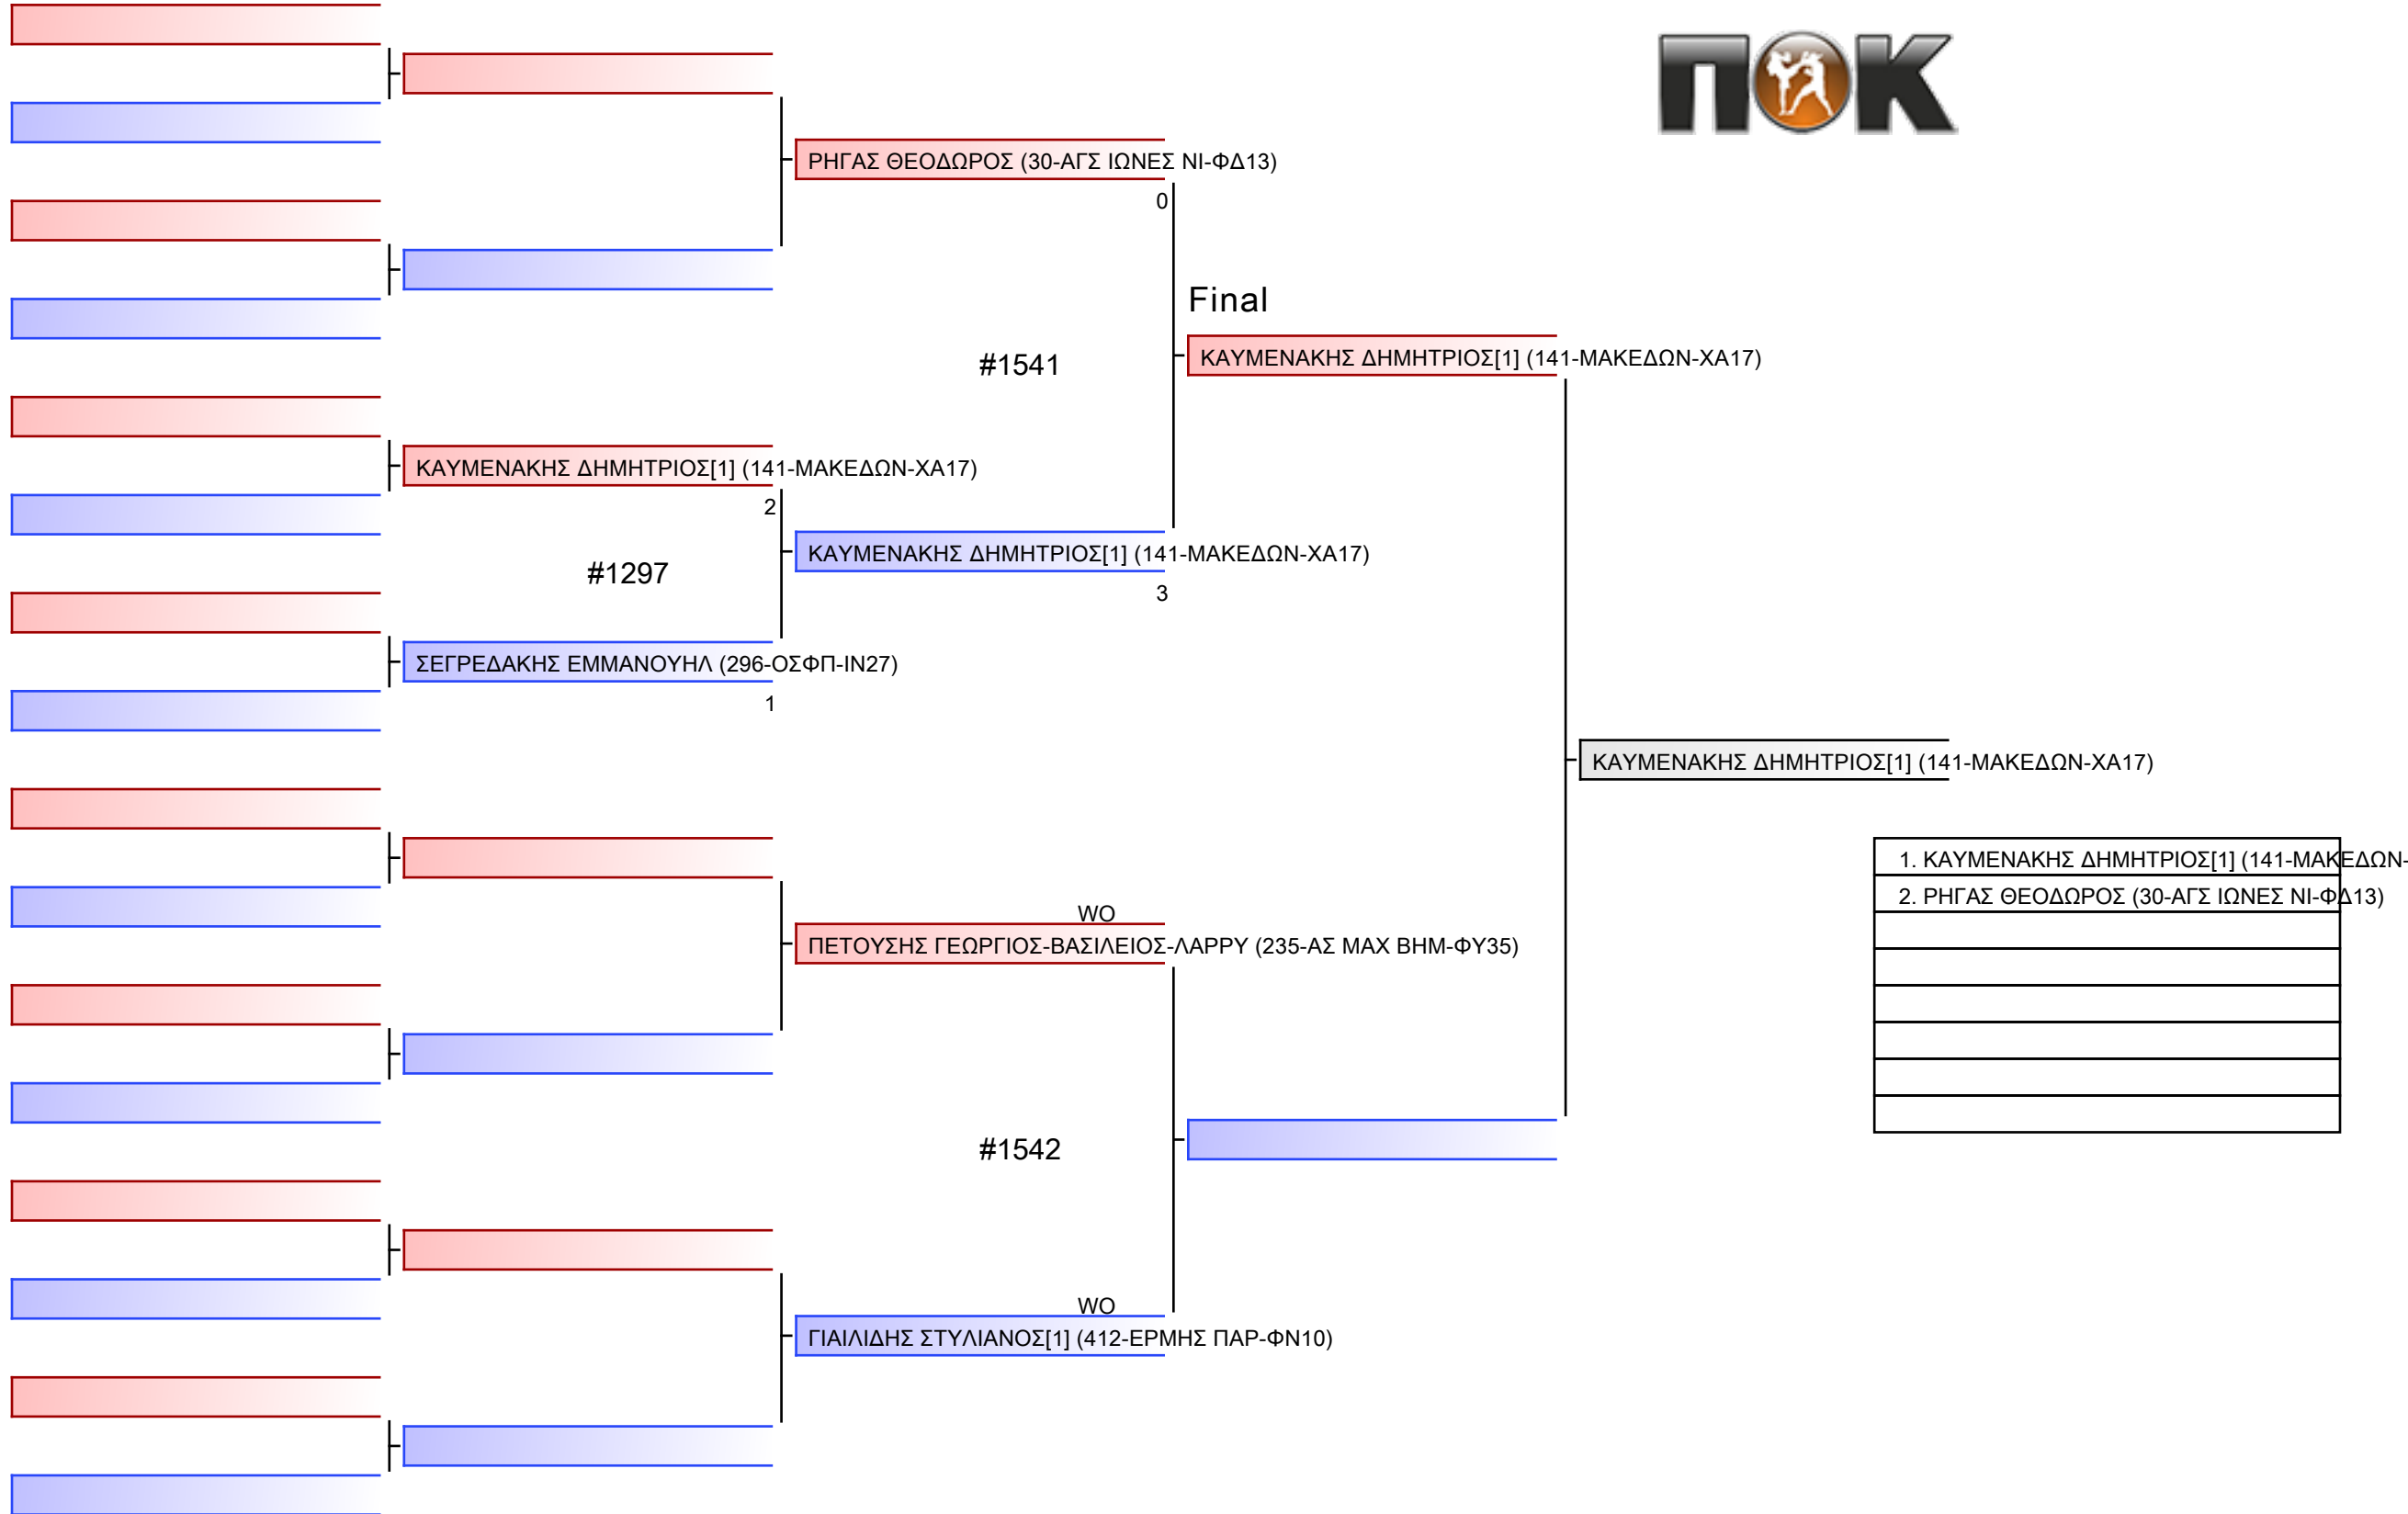 ΠΟΚ
ΡΗΓΑΣ ΘΕΟΔΩΡΟΣ (30-ΑΓΣ ΙΩΝΕΣ ΝΙ-ΦΔ13)
0
Final
#1541
ΚΑΥΜΕΝΑΚΗΣ ΔΗΜΗΤΡΙΟΣ[1] (141-ΜΑΚΕΔΩΝ-ΧΑ17)
ΚΑΥΜΕΝΑΚΗΣ ΔΗΜΗΤΡΙΟΣ[1] (141-ΜΑΚΕΔΩΝ-ΧΑ17)
2
ΚΑΥΜΕΝΑΚΗΣ ΔΗΜΗΤΡΙΟΣ[1] (141-ΜΑΚΕΔΩΝ-ΧΑ17)
#1297
3
ΣΕΓΡΕΔΑΚΗΣ ΕΜΜΑΝΟΥΗΛ (296-ΟΣΦΠ-ΙΝ27)
1
ΚΑΥΜΕΝΑΚΗΣ ΔΗΜΗΤΡΙΟΣ[1] (141-ΜΑΚΕΔΩΝ-ΧΑ17)
1. ΚΑΥΜΕΝΑΚΗΣ ΔΗΜΗΤΡΙΟΣ[1] (141-ΜΑΚΕΔΩΝ-
2. ΡΗΓΑΣ ΘΕΟΔΩΡΟΣ (30-ΑΓΣ ΙΩΝΕΣ ΝΙ-ΦΔ13)
WO
ΠΕΤΟΥΣΗΣ ΓΕΩΡΓΙΟΣ-ΒΑΣΙΛΕΙΟΣ-ΛΑΡΡΥ (235-ΑΣ ΜΑΧ ΒΗΜ-ΦΥ35)
#1542
WO
ΓΙΑΙΛΙΔΗΣ ΣΤΥΛΙΑΝΟΣ[1] (412-ΕΡΜΗΣ ΠΑΡ-ΦΝ10)